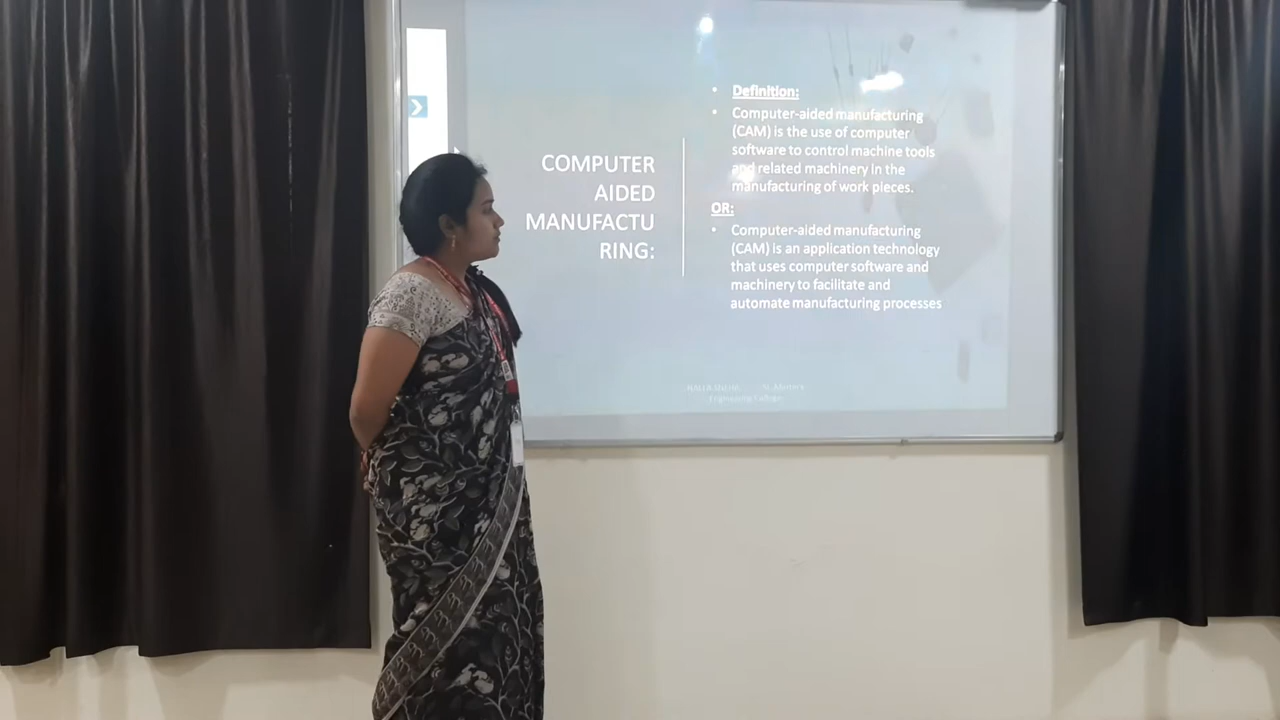 COMPUTER
AIDED
MANUFACTU
RING:
• Definition:
• Computer-aided manufacturing
(CAM) is the use of computer
software to control machine tools
and related machinery in the
manufacturing of work pieces.
OR:
• Computer-aided manufacturing
(CAM) is an application technology
that uses computer software and
machinery to facilitate and
automate manufacturing processes
Engineering College